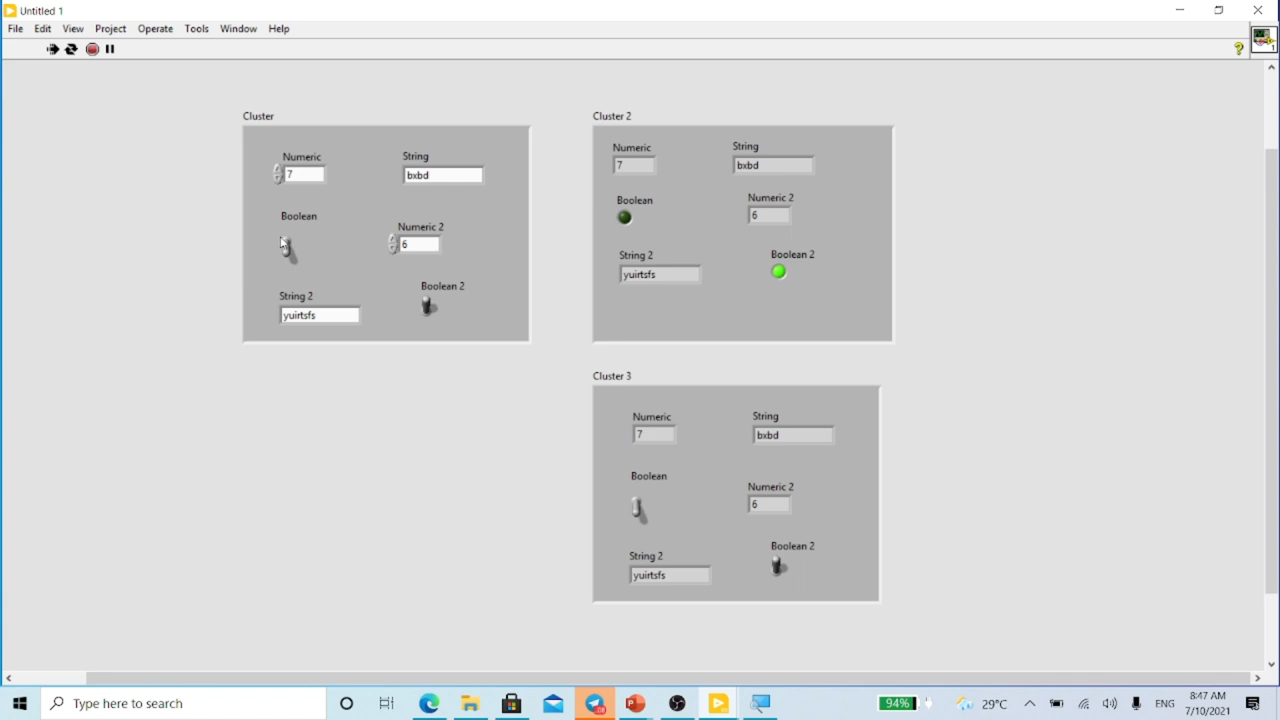 Untitled 1
File Edit View Project Operate Tools Window Help
?
1
Cluster
Numeric String
7 bxbd
Boolean
Numeric 2
6
String 2 Boolean 2
yuirtsfs
Cluster 2
Numeric String
7 bxbd
Boolean Numeric 2
6
String 2 Boolean 2
yuirtsfs
Cluster 3
Numeric String
7 bxbd
Boolean Numeric 2
6
String 2 Boolean 2
yuirtsfs
Type here to search
94% 29°C ENG 8:47 AM
7/10/2021